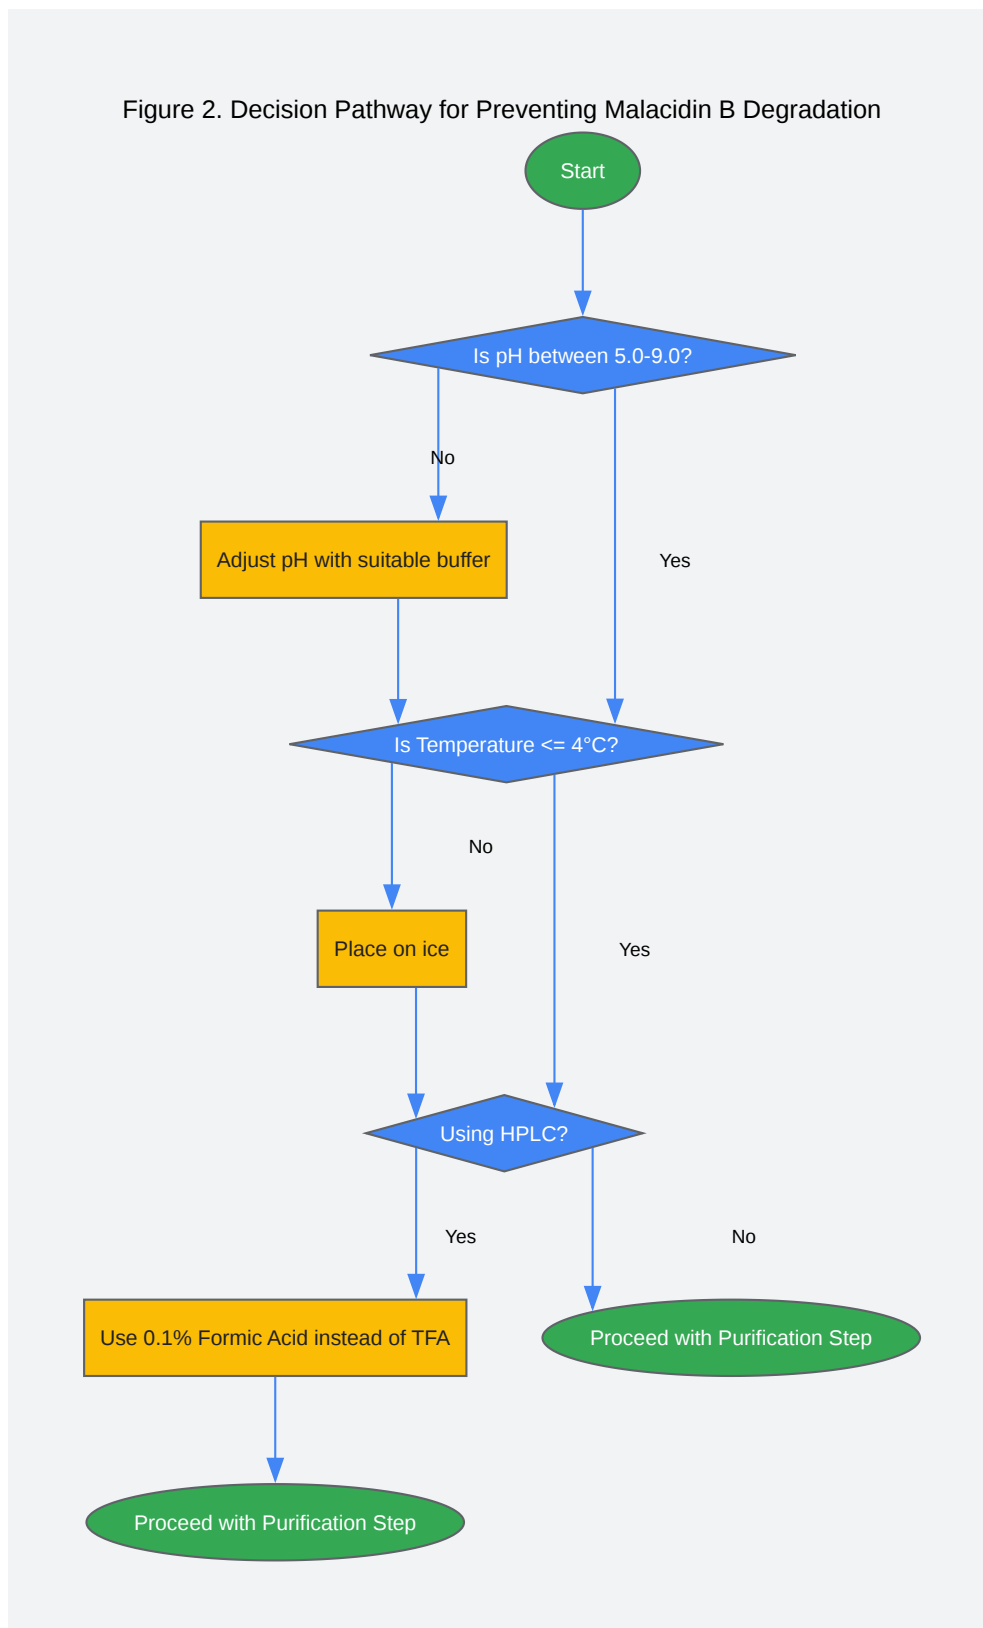 Figure 2. Decision Pathway for Preventing Malacidin B Degradation
Start
Is pH between 5.0-9.0?
No
Adjust pH with suitable buffer
Yes
Is Temperature <= 4°C?
No
Place on ice
Yes
Using HPLC?
Yes
No
Use 0.1% Formic Acid instead of TFA
Proceed with Purification Step
Proceed with Purification Step